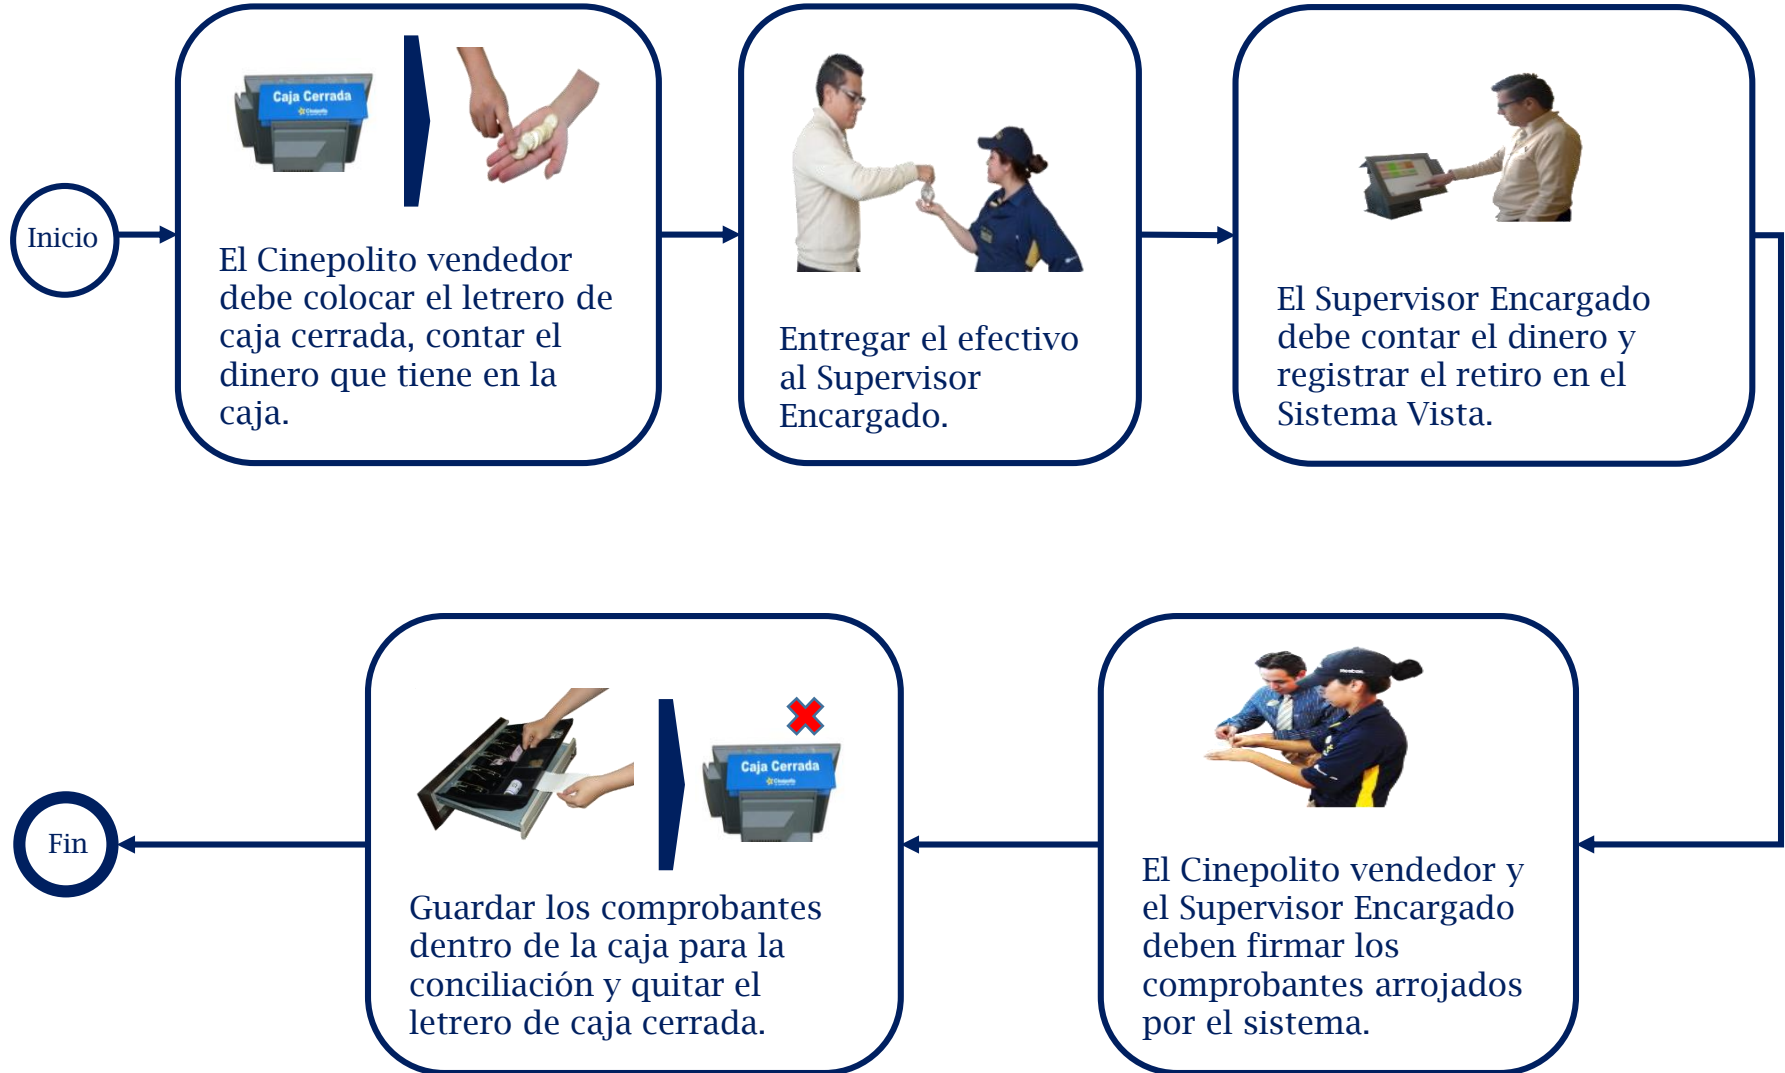 Inicio
Caja Cerrada
Cinépolis
El Cinepolito vendedor
debe colocar el letrero de
caja cerrada, contar el
dinero que tiene en la
caja.
Entregar el efectivo
al Supervisor
Encargado.
El Supervisor Encargado
debe contar el dinero y
registrar el retiro en el
Sistema Vista.
El Cinepolito vendedor y
el Supervisor Encargado
deben firmar los
comprobantes arrojados
por el sistema.
Caja Cerrada
Cinépolis
Guardar los comprobantes
dentro de la caja para la
conciliación y quitar el
letrero de caja cerrada.
Fin